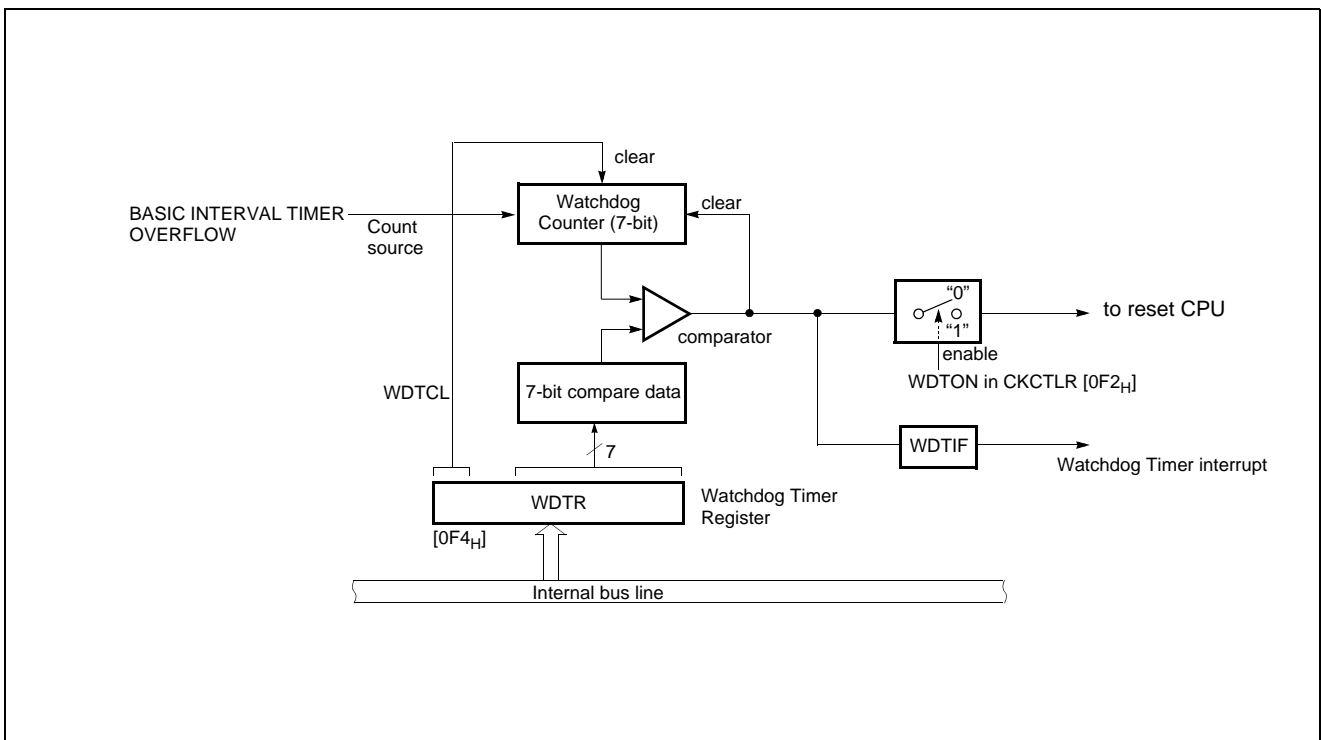 clear
BASIC INTERVAL TIMER
OVERFLOW
Count
source
Watchdog
Counter (7-bit)
clear
comparator
“0”
“1”
enable
to reset CPU
WDTON in CKCTLR [0F2H]
WDTCL
7-bit compare data
7
WDTIF
Watchdog Timer interrupt
WDTR
Watchdog Timer
Register
[0F4H]
Internal bus line